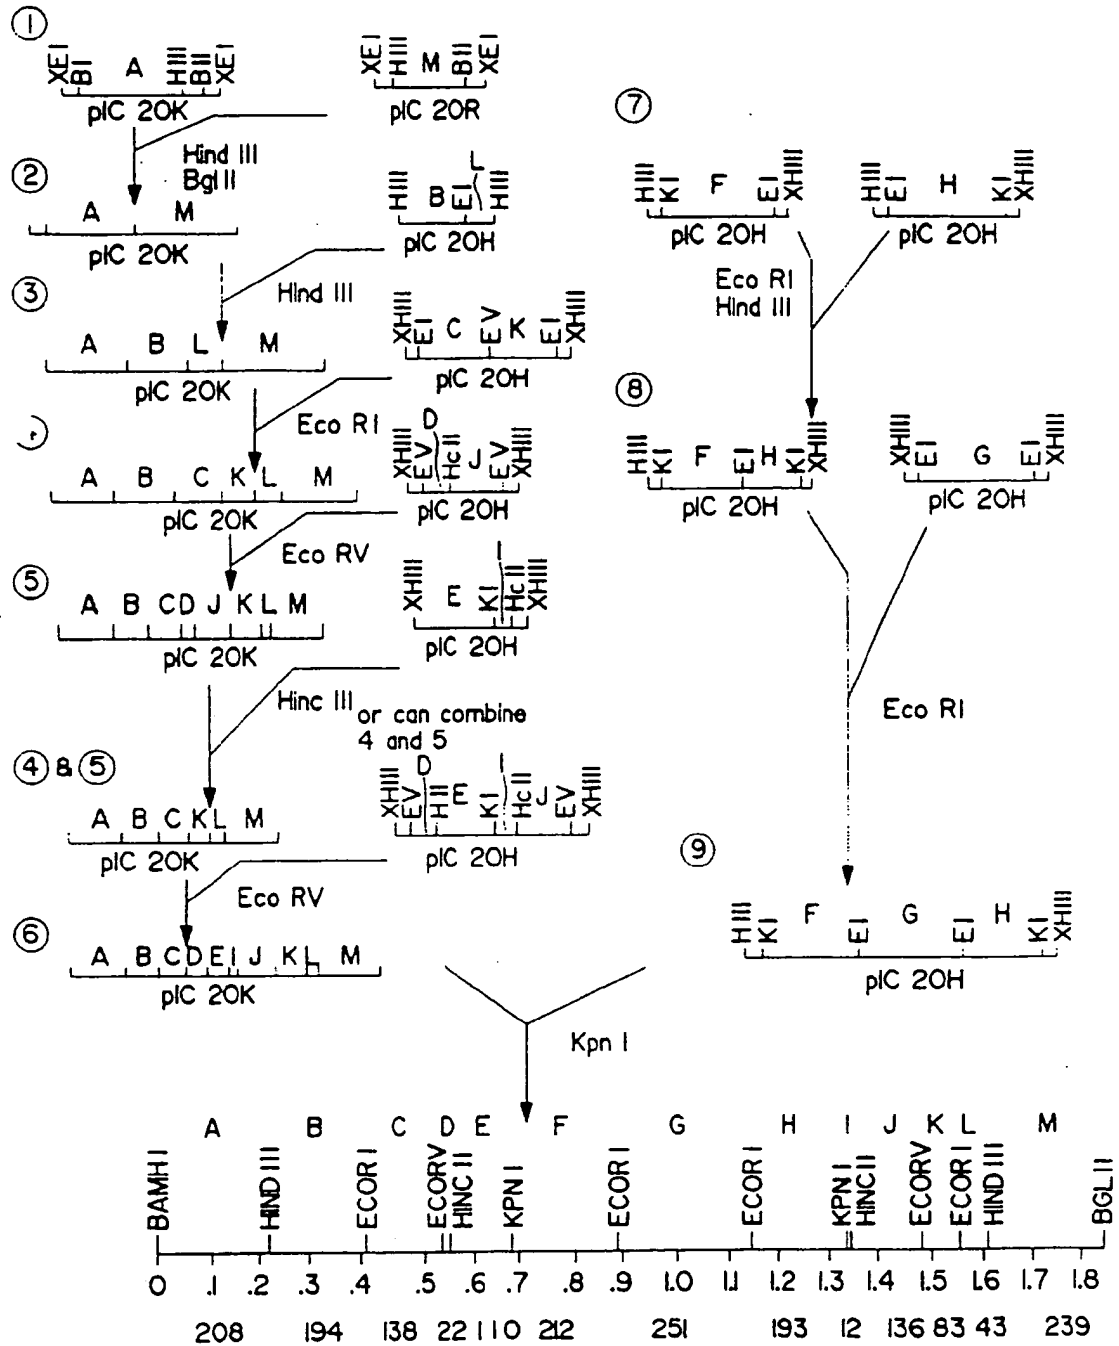 ①
XEI BI A HIII BII XEI
pIC 20K
XEI HIII M BII XEI
pIC 20R
Hind III
Bgl II
②
A M
pIC 20K
L
HIII B EI HIII
pIC 20H
Hind III
③
A B L M
pIC 20K
XHIII EI C EV K EI XHIII
pIC 20H
Eco RI
A B C K L M
pIC 20K
D
XHIII EV HcII J EV XHIII
pIC 20H
Eco RV
⑤
A B C D J K L M
pIC 20K
I
XHIII E KI HcII XHIII
pIC 20H
Hinc III
or can combine
4 and 5
④ & ⑤
A B C K L M
pIC 20K
D I
XHIII EV HII E KI HcII J EV XHIII
pIC 20H
Eco RV
⑥
A B C D E I J K L M
pIC 20K
⑦
HIII KI F EI XHIII
pIC 20H
HIII EI H KI XHIII
pIC 20H
Eco RI
Hind III
⑧
HIII KI F EI H KI XHIII
pIC 20H
XHIII EI G EI XHIII
pIC 20H
Eco RI
⑨
HIII KI F EI G EI H KI XHIII
pIC 20H
Kpn I
A B C D E F G H I J K L M
BAMH I HIND III ECOR I ECORV HINC II KPN I ECOR I ECOR I KPN I HINC II ECORV ECOR I HIND III BGL II
0 .1 .2 .3 .4 .5 .6 .7 .8 .9 1.0 1.1 1.2 1.3 1.4 1.5 1.6 1.7 1.8
208 194 138 22 110 212 251 193 12 136 83 43 239